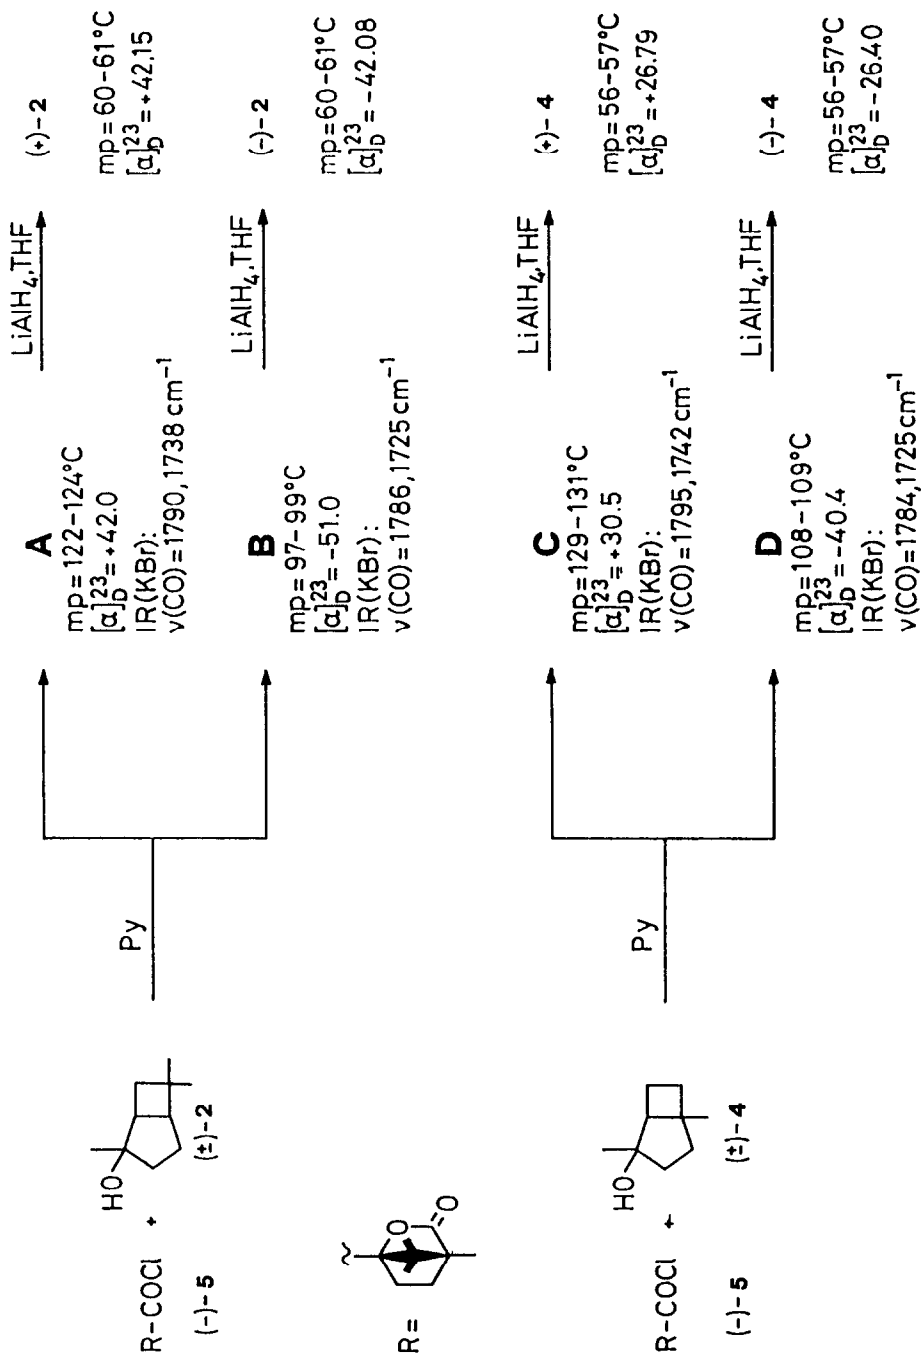 R-COCl + HO
(−)-5 (±)-2
Py
A
mp=122-124°C
[α]D23= +42.0
IR(KBr):
ν(CO)=1790,1738 cm−1
LiAlH4,THF
(+)-2
mp=60-61°C
[α]D23=+42.15
B
mp=97-99°C
[α]D23= -51.0
IR(KBr):
ν(CO)=1786,1725 cm−1
LiAlH4,THF
(−)-2
mp=60-61°C
[α]D23= -42.08
R=
O
O
R-COCl + HO
(−)-5 (±)-4
Py
C
mp=129-131°C
[α]D23= +30.5
IR(KBr):
ν(CO)=1795,1742 cm−1
LiAlH4,THF
(+)-4
mp=56-57°C
[α]D23=+26.79
D
mp=108-109°C
[α]D23= -40.4
IR(KBr):
ν(CO)=1784,1725 cm−1
LiAlH4,THF
(−)-4
mp=56-57°C
[α]D23= -26.40